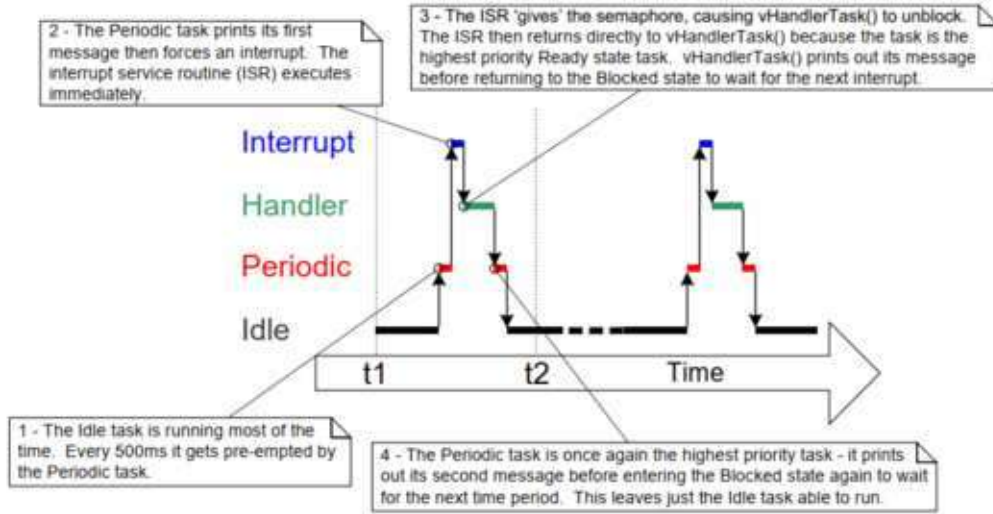 2 - The Periodic task prints its first
message then forces an interrupt. The
interrupt service routine (ISR) executes
immediately.
3 - The ISR 'gives' the semaphore, causing vHandlerTask() to unblock.
The ISR then returns directly to vHandlerTask() because the task is the
highest priority Ready state task. vHandlerTask() prints out its message
before returning to the Blocked state to wait for the next interrupt.
Interrupt
Handler
Periodic
Idle
t1
t2
Time
1 - The Idle task is running most of the
time. Every 500ms it gets pre-empted by
the Periodic task.
4 - The Periodic task is once again the highest priority task - it prints
out its second message before entering the Blocked state again to wait
for the next time period. This leaves just the Idle task able to run.